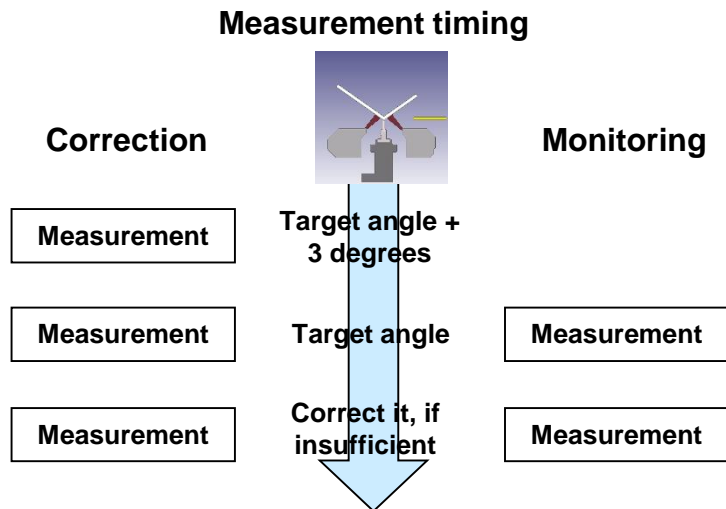 Measurement timing
Correction
Monitoring
Measurement
Target angle +
3 degrees
Measurement
Target angle
Measurement
Measurement
Correct it, if
insufficient
Measurement